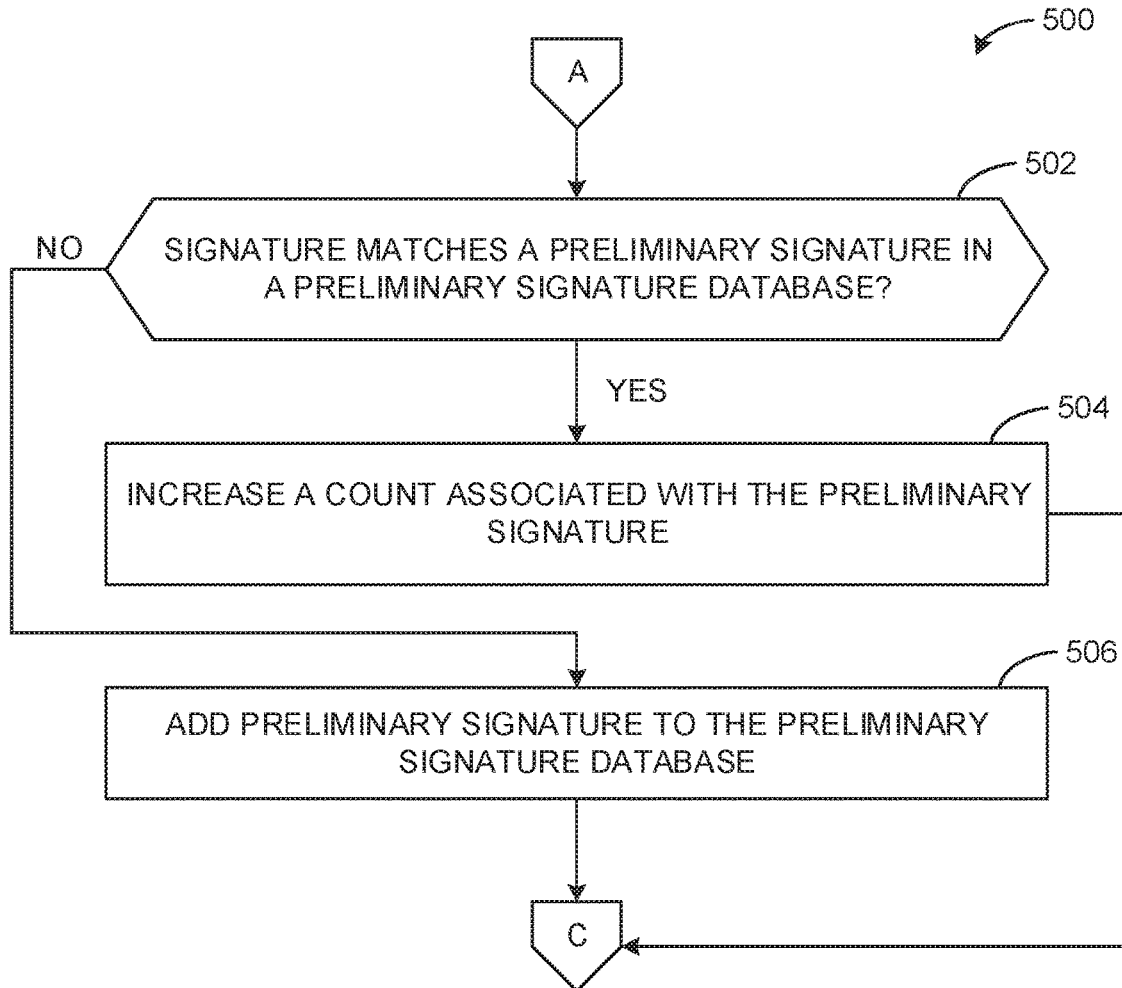 500
A
502
NO
SIGNATURE MATCHES A PRELIMINARY SIGNATURE IN
A PRELIMINARY SIGNATURE DATABASE?
YES
504
INCREASE A COUNT ASSOCIATED WITH THE PRELIMINARY
SIGNATURE
506
ADD PRELIMINARY SIGNATURE TO THE PRELIMINARY
SIGNATURE DATABASE
C